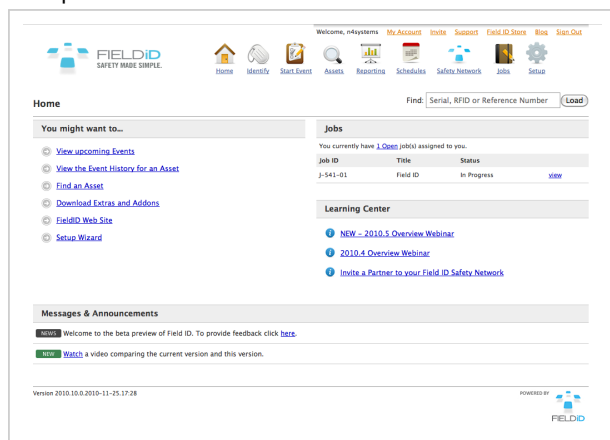 Welcome, n4systems My Account Invite Support Field ID Store Blog Sign Out
FIELDiD
SAFETY MADE SIMPLE.
Home Identify Start Event Assets Reporting Schedules Safety Network Jobs Setup
Home
Find: Serial, RFID or Reference Number Load
You might want to...
View upcoming Events
View the Event History for an Asset
Find an Asset
Download Extras and Addons
FieldID Web Site
Setup Wizard
Jobs
You currently have 1 Open job(s) assigned to you.
Job ID Title Status
J-541-01 Field ID In Progress view
Learning Center
NEW - 2010.5 Overview Webinar
2010.4 Overview Webinar
Invite a Partner to your Field ID Safety Network
Messages & Announcements
NEWS Welcome to the beta preview of Field ID. To provide feedback click here.
NEW Watch a video comparing the current version and this version.
Version 2010.10.0.2010-11-25.17:28
POWERED BY
FIELDiD